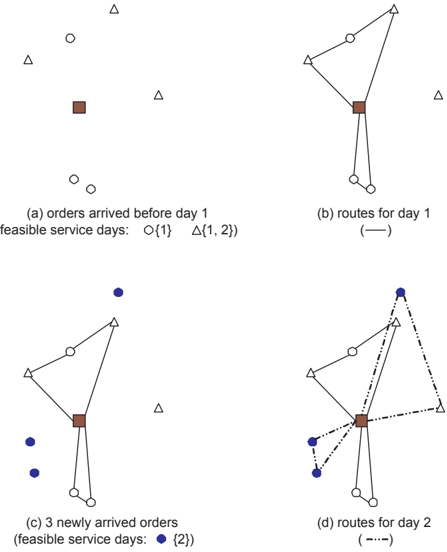 (a) orders arrived before day 1
feasible service days: {1} {1, 2})
(b) routes for day 1
( )
(c) 3 newly arrived orders
(feasible service days: {2})
(d) routes for day 2
( )